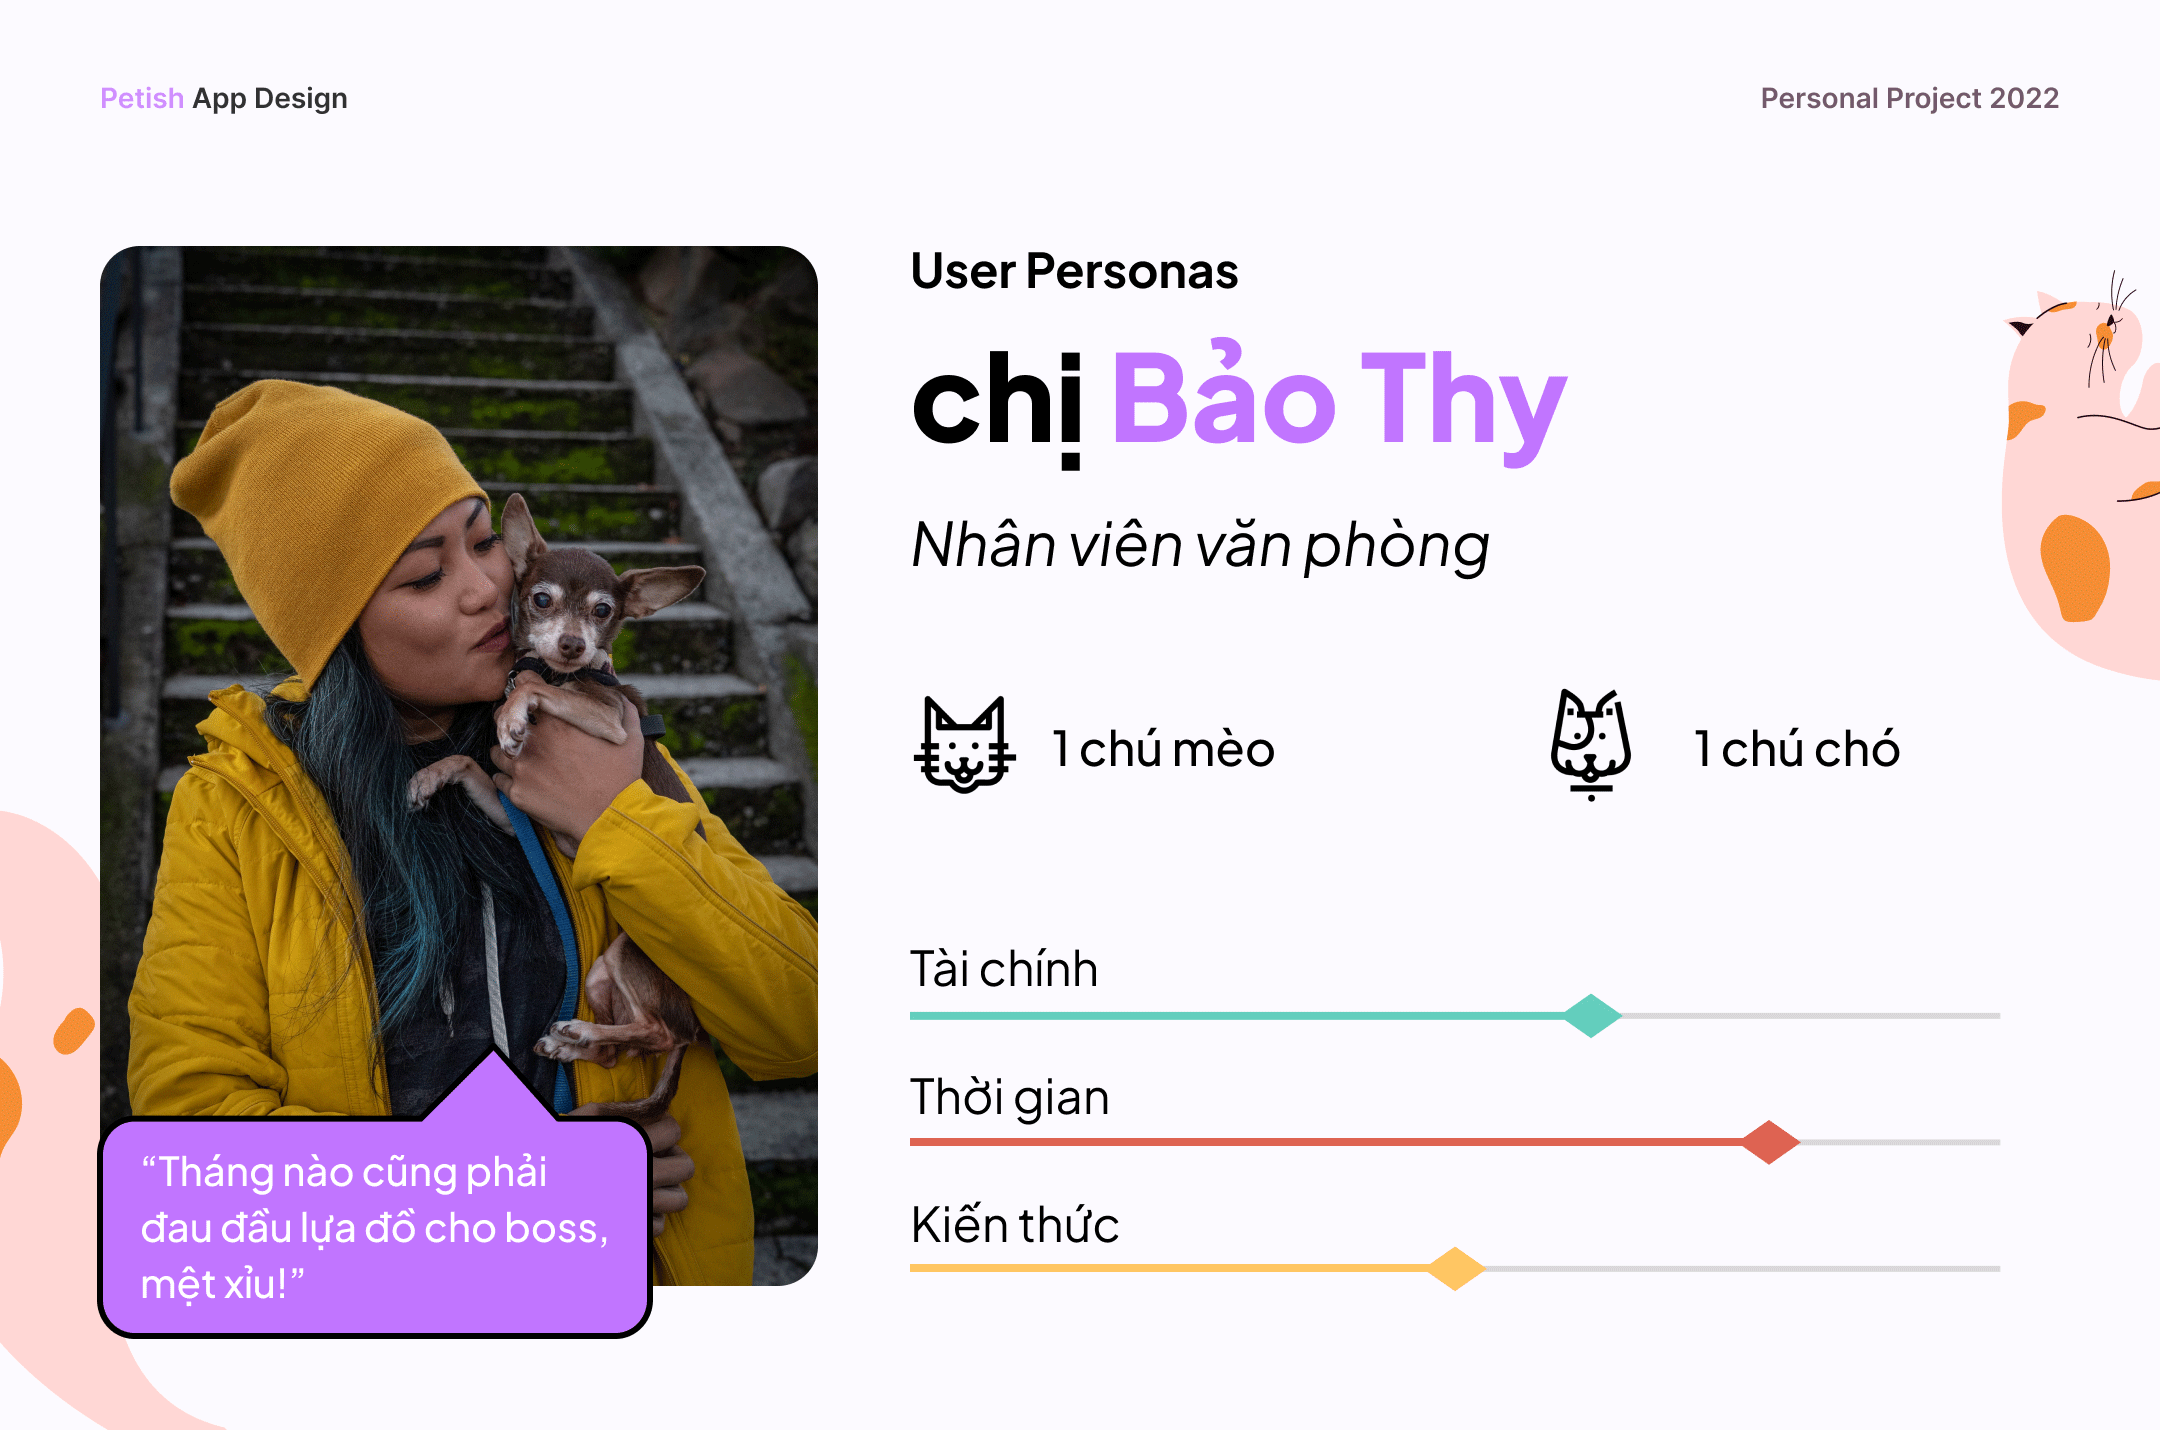 Petish App Design
Personal Project 2022
User Personas
chị Bảo Thy
Nhân viên văn phòng
1 chú mèo
1 chú chó
Tài chính
Thời gian
Kiến thức
“Tháng nào cũng phải
đau đầu lựa đồ cho boss,
mệt xỉu!”